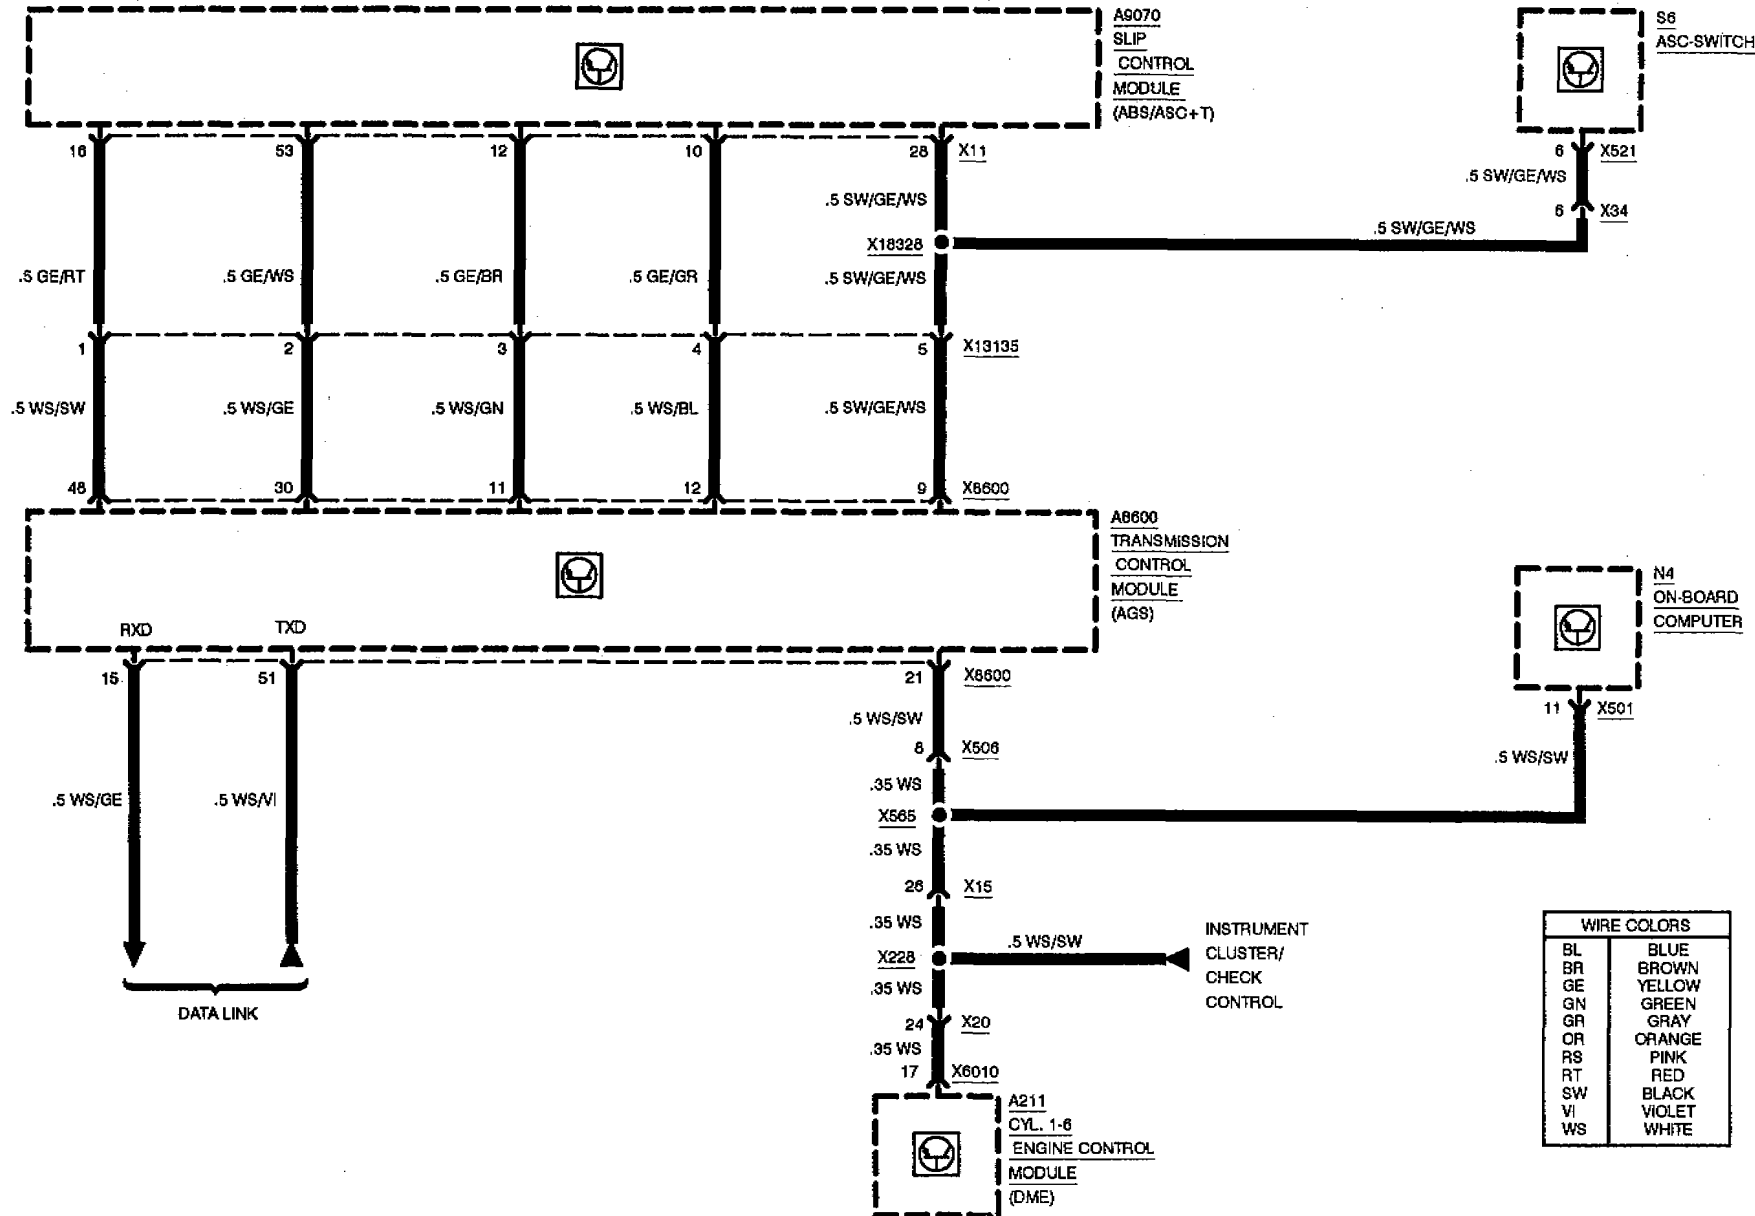 A9070
SLIP
CONTROL
MODULE
(ABS/ASC+T)
S6
ASC-SWITCH
16
53
12
10
28
X11
6
X521
.5 SW/GE/WS
6
X34
.5 SW/GE/WS
.5 SW/GE/WS
X18328
.5 GE/RT
.5 GE/WS
.5 GE/BR
.5 GE/GR
.5 SW/GE/WS
1
2
3
4
5
X13135
.5 WS/SW
.5 WS/GE
.5 WS/GN
.5 WS/BL
.5 SW/GE/WS
48
30
11
12
9
X8600
A8600
TRANSMISSION
CONTROL
MODULE
(AGS)
RXD
TXD
N4
ON-BOARD
COMPUTER
15
51
21
X8600
11
X501
.5 WS/SW
8
X506
.5 WS/SW
.35 WS
.5 WS/GE
.5 WS/VI
X565
.35 WS
26
X15
.35 WS
.5 WS/SW
INSTRUMENT
CLUSTER/
CHECK
CONTROL
X228
.35 WS
DATA LINK
24
X20
.35 WS
17
X6010
A211
CYL. 1-6
ENGINE CONTROL
MODULE
(DME)
WIRE COLORS
BL BLUE
BR BROWN
GE YELLOW
GN GREEN
GR GRAY
OR ORANGE
RS PINK
RT RED
SW BLACK
VI VIOLET
WS WHITE